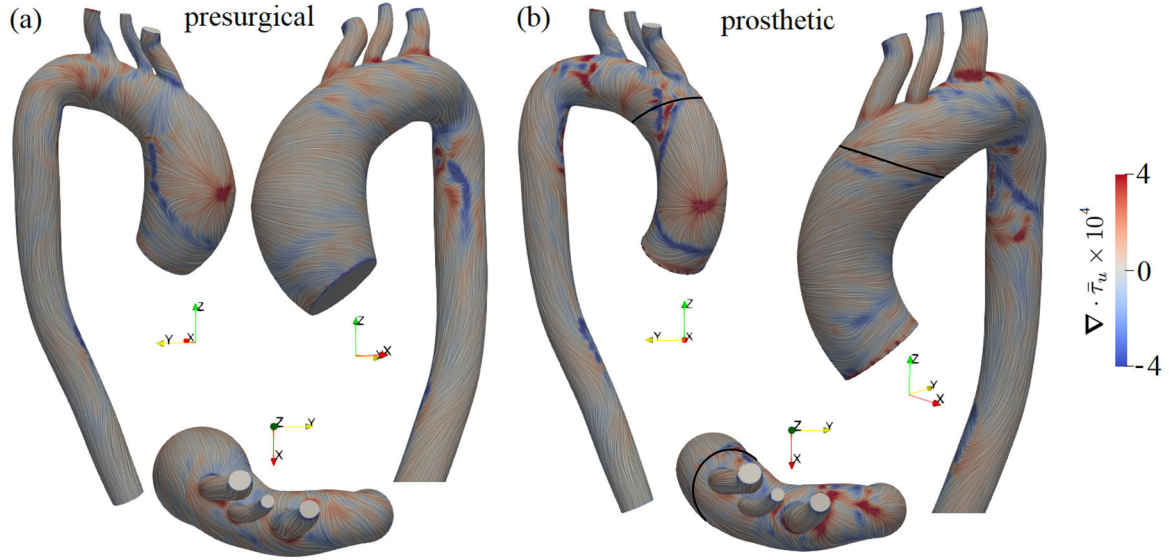 (a) presurgical
(b) prosthetic
Z
Y X
Z
X
Z
Y X
Z
Y
X
Z Y
X
Z Y
X
4
0
-4
∇ · τ̄ᵤ × 10⁴